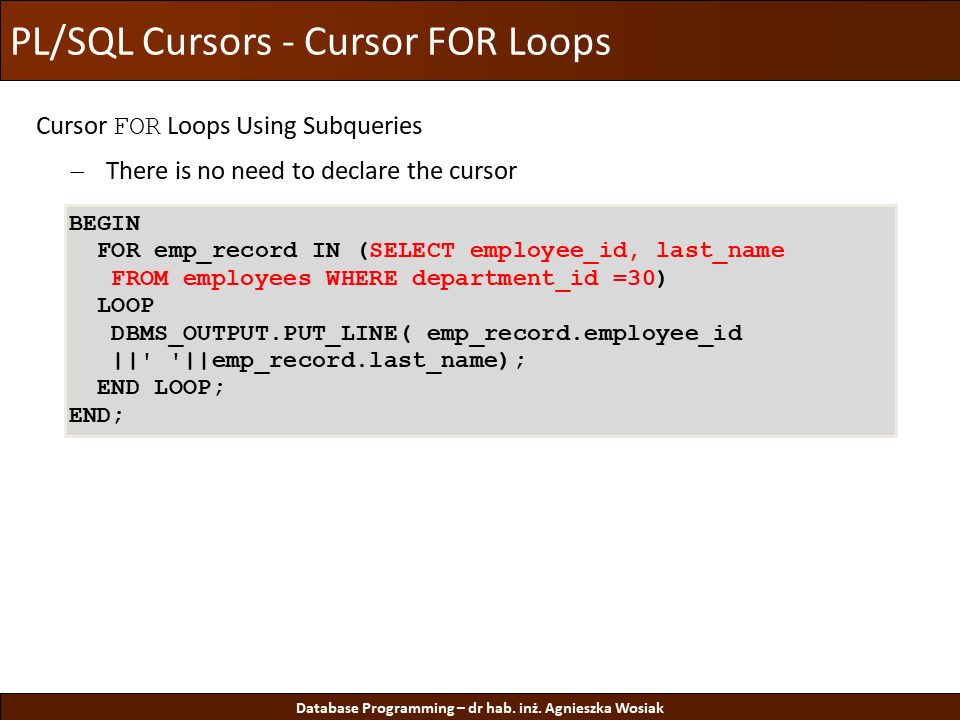 PL/SQL Cursors - Cursor FOR Loops
Cursor FOR Loops Using Subqueries
– There is no need to declare the cursor
BEGIN
  FOR emp_record IN (SELECT employee_id, last_name
   FROM employees WHERE department_id =30)
  LOOP
   DBMS_OUTPUT.PUT_LINE( emp_record.employee_id
   ||' '||emp_record.last_name);
  END LOOP;
END;
Database Programming – dr hab. inż. Agnieszka Wosiak